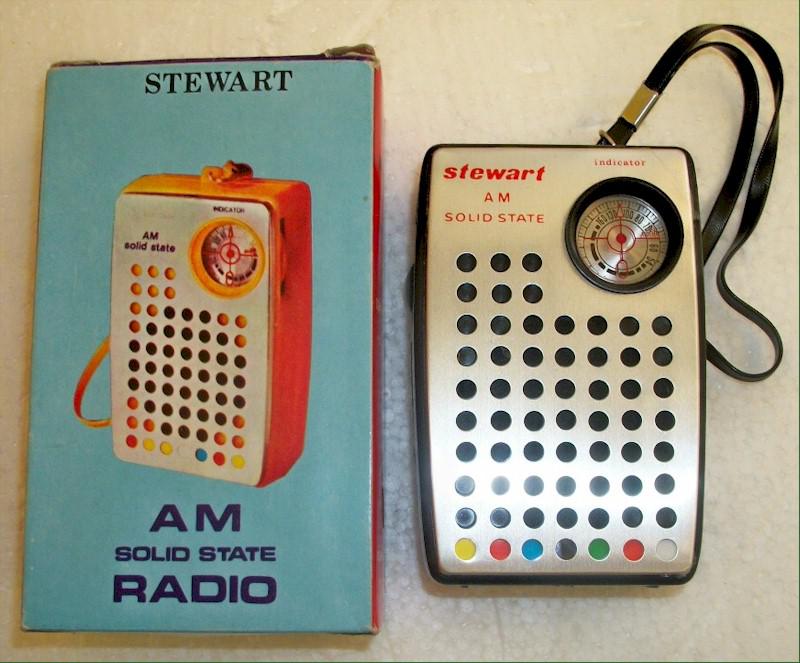 STEWART
INDICATOR
AM
solid state
AM
SOLID STATE
RADIO
stewart
indicator
AM
SOLID STATE